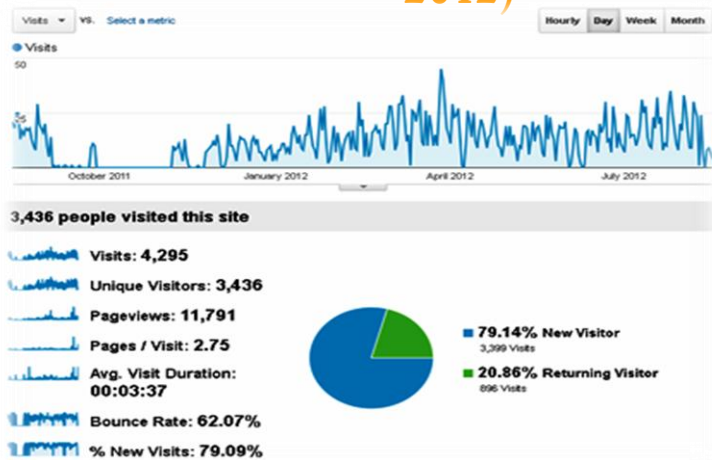 2012)
Visits VS. Select a metric Hourly Day Week Month
Visits
50
25
October 2011 January 2012 April 2012 July 2012
3,436 people visited this site
Visits: 4,295
Unique Visitors: 3,436
Pageviews: 11,791
Pages / Visit: 2.75
Avg. Visit Duration:
00:03:37
Bounce Rate: 62.07%
% New Visits: 79.09%
79.14% New Visitor
3,399 Visits
20.86% Returning Visitor
896 Visits